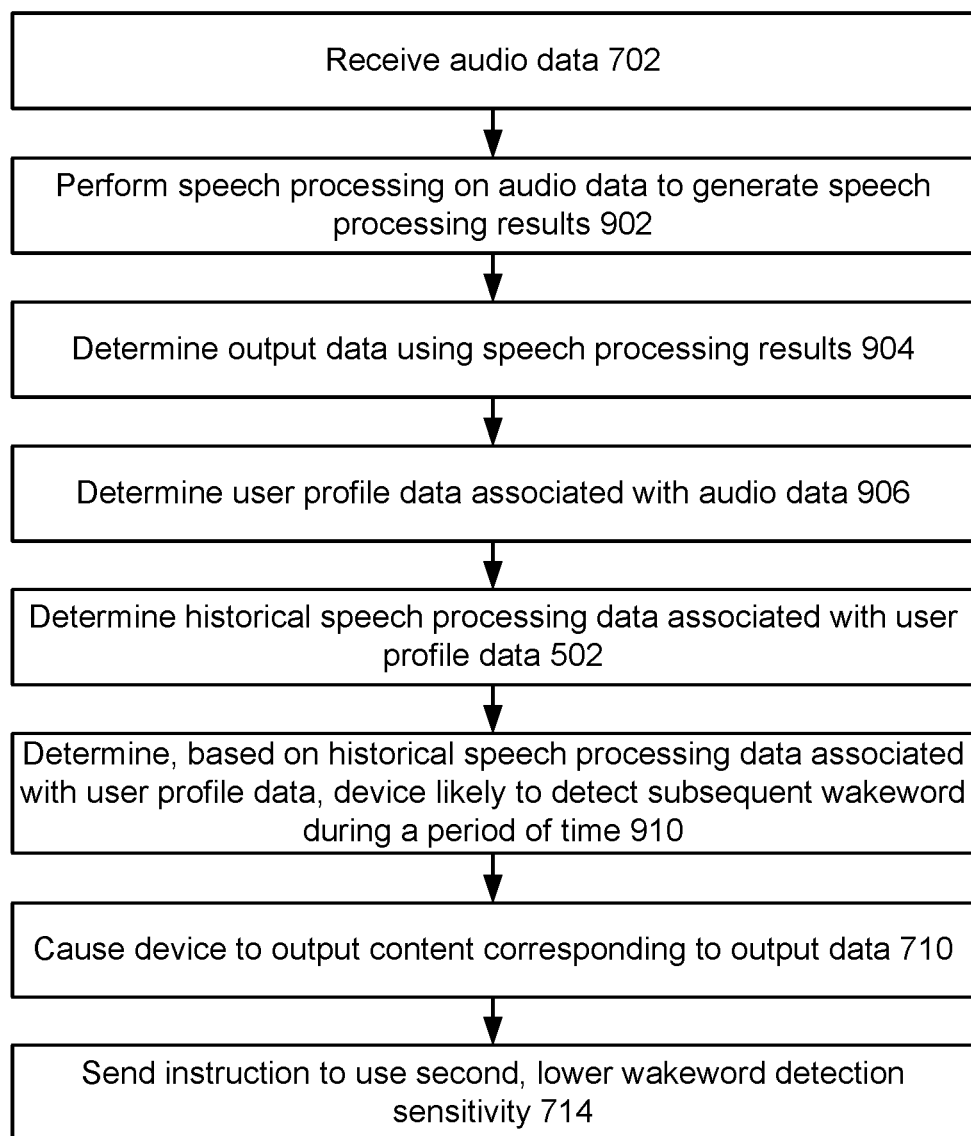 Receive audio data 702
Perform speech processing on audio data to generate speech
processing results 902
Determine output data using speech processing results 904
Determine user profile data associated with audio data 906
Determine historical speech processing data associated with user
profile data 502
Determine, based on historical speech processing data associated
with user profile data, device likely to detect subsequent wakeword
during a period of time 910
Cause device to output content corresponding to output data 710
Send instruction to use second, lower wakeword detection
sensitivity 714